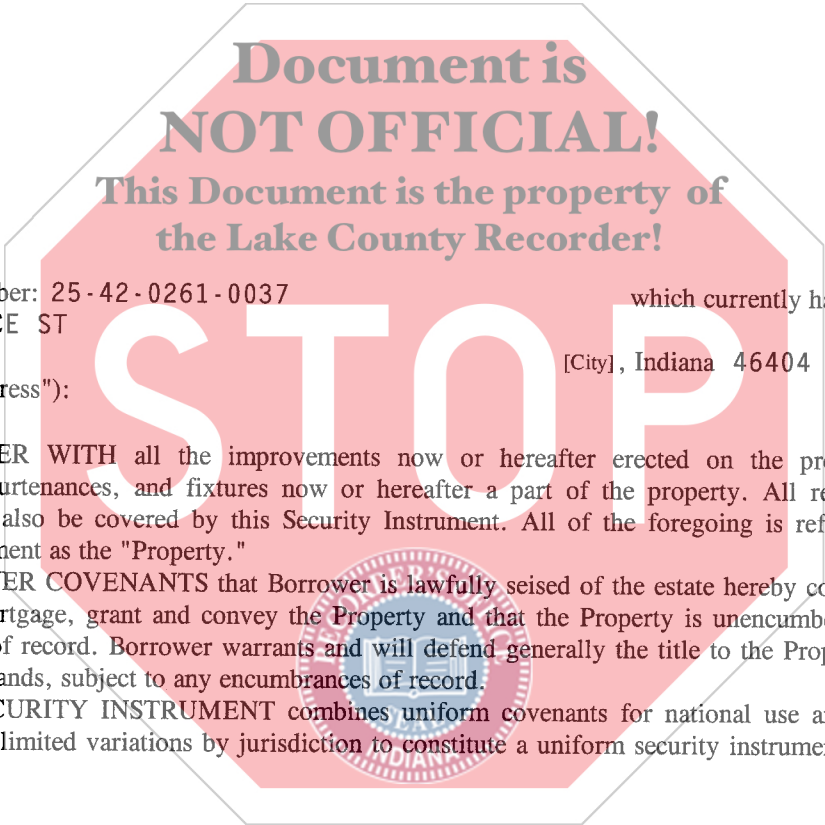 Document is
NOT OFFICIAL!
This Document is the property of
the Lake County Recorder!
ber: 25-42-0261-0037 which currently ha
CE ST
[City], Indiana 46404
ress"):
STOP
ER WITH all the improvements now or hereafter erected on the pro
urtenances, and fixtures now or hereafter a part of the property. All re
also be covered by this Security Instrument. All of the foregoing is ref
ment as the "Property."
ER COVENANTS that Borrower is lawfully seised of the estate hereby co
rtgage, grant and convey the Property and that the Property is unencumbe
of record. Borrower warrants and will defend generally the title to the Prop
ands, subject to any encumbrances of record.
CURITY INSTRUMENT combines uniform covenants for national use a
limited variations by jurisdiction to constitute a uniform security instrume
RECORDER'S OFFICE
SEAL
INDIANA